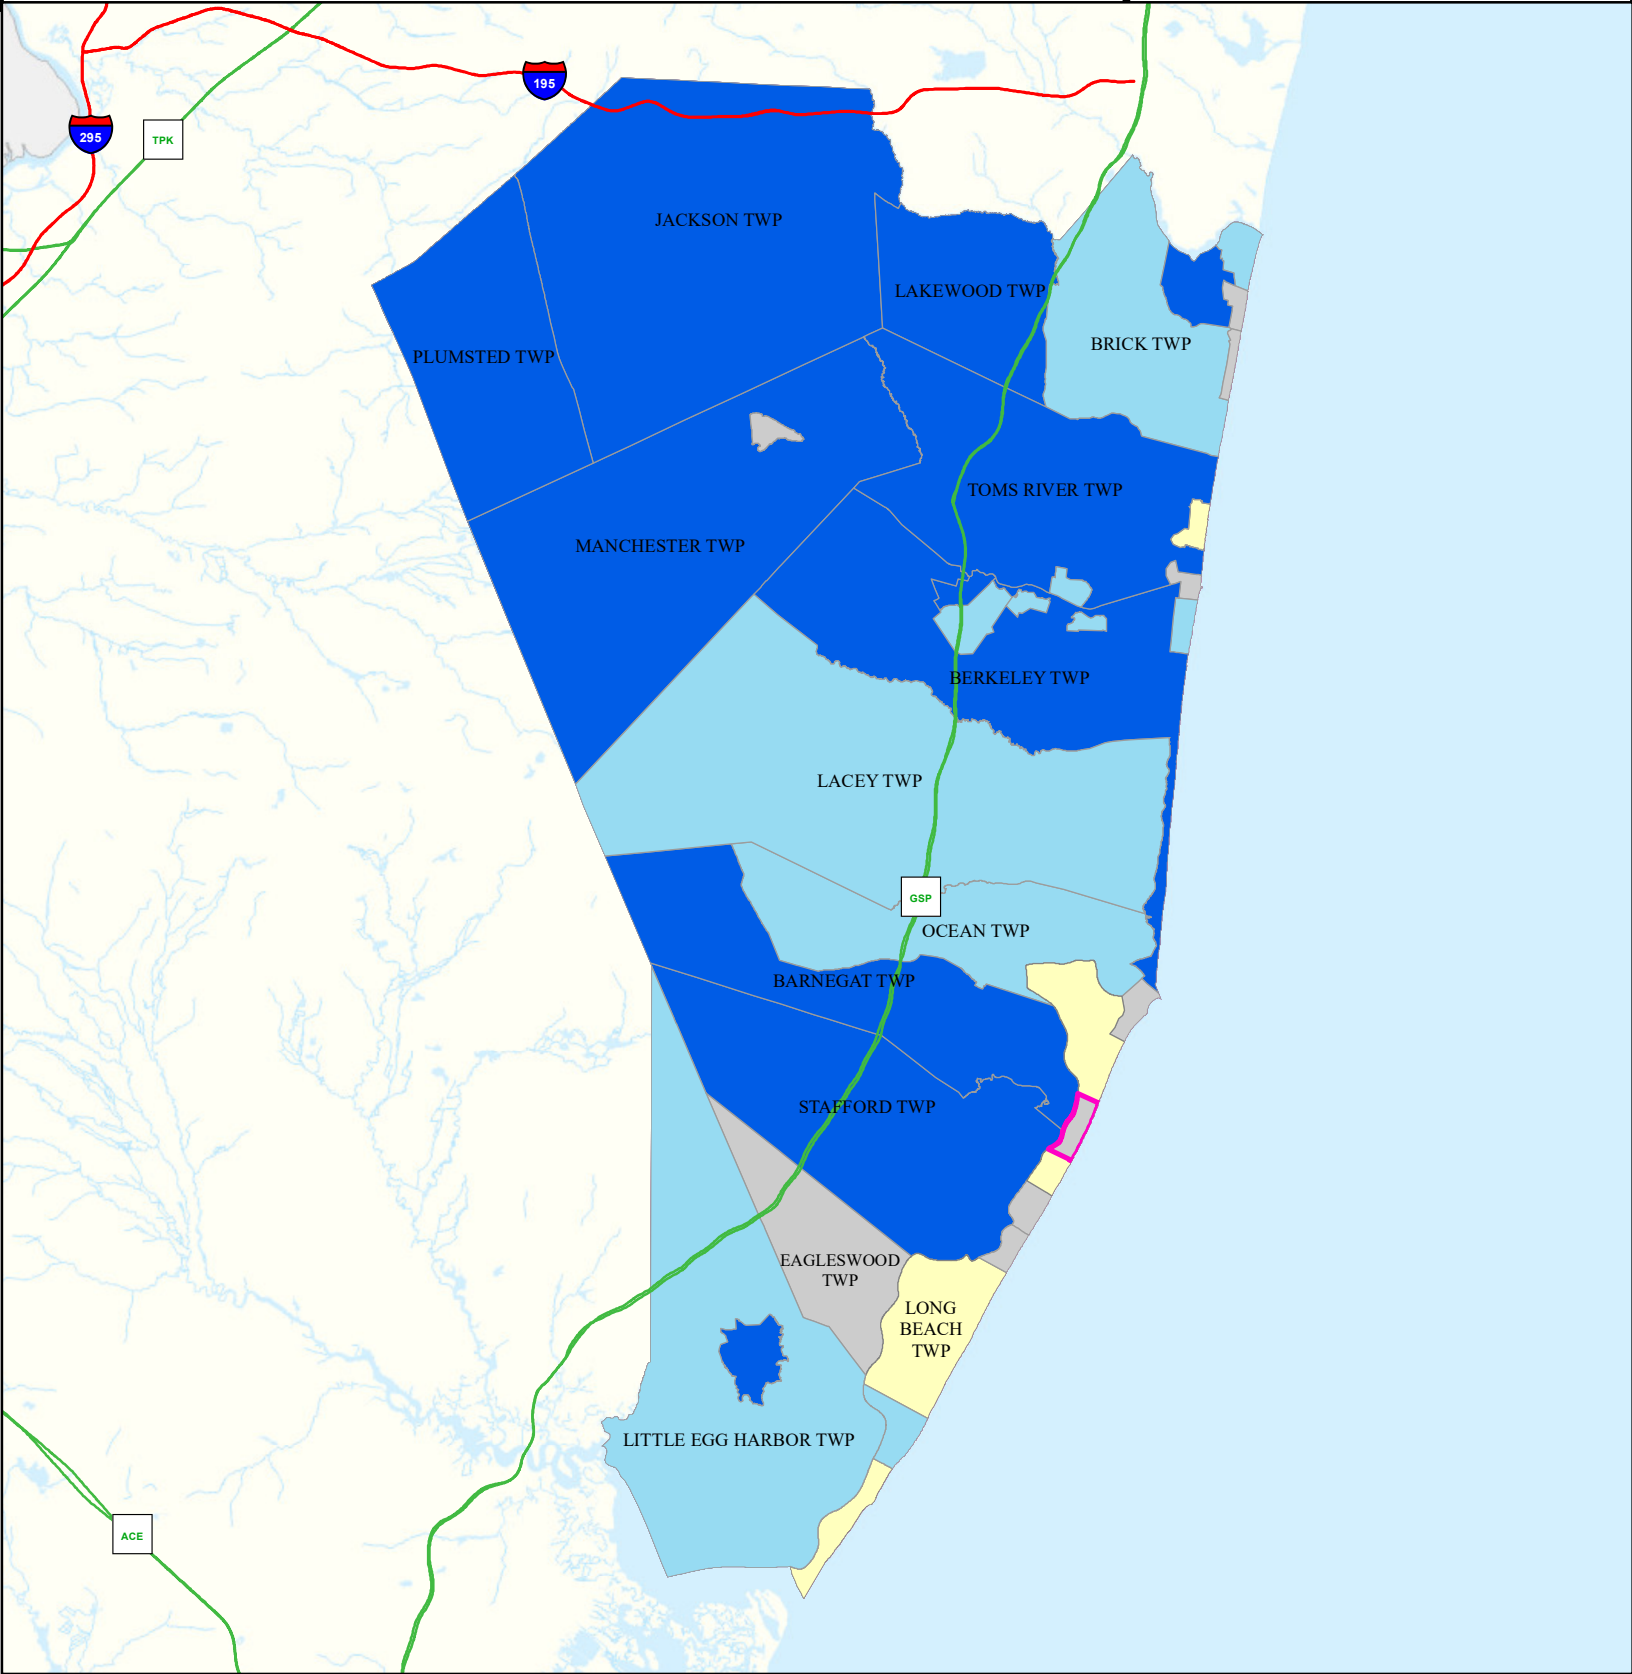 195
295
TPK
JACKSON TWP
LAKEWOOD TWP
BRICK TWP
PLUMSTED TWP
TOMS RIVER TWP
MANCHESTER TWP
BERKELEY TWP
LACEY TWP
GSP
OCEAN TWP
BARNEGAT TWP
STAFFORD TWP
EAGLESWOOD
TWP
LONG
BEACH
TWP
LITTLE EGG HARBOR TWP
ACE